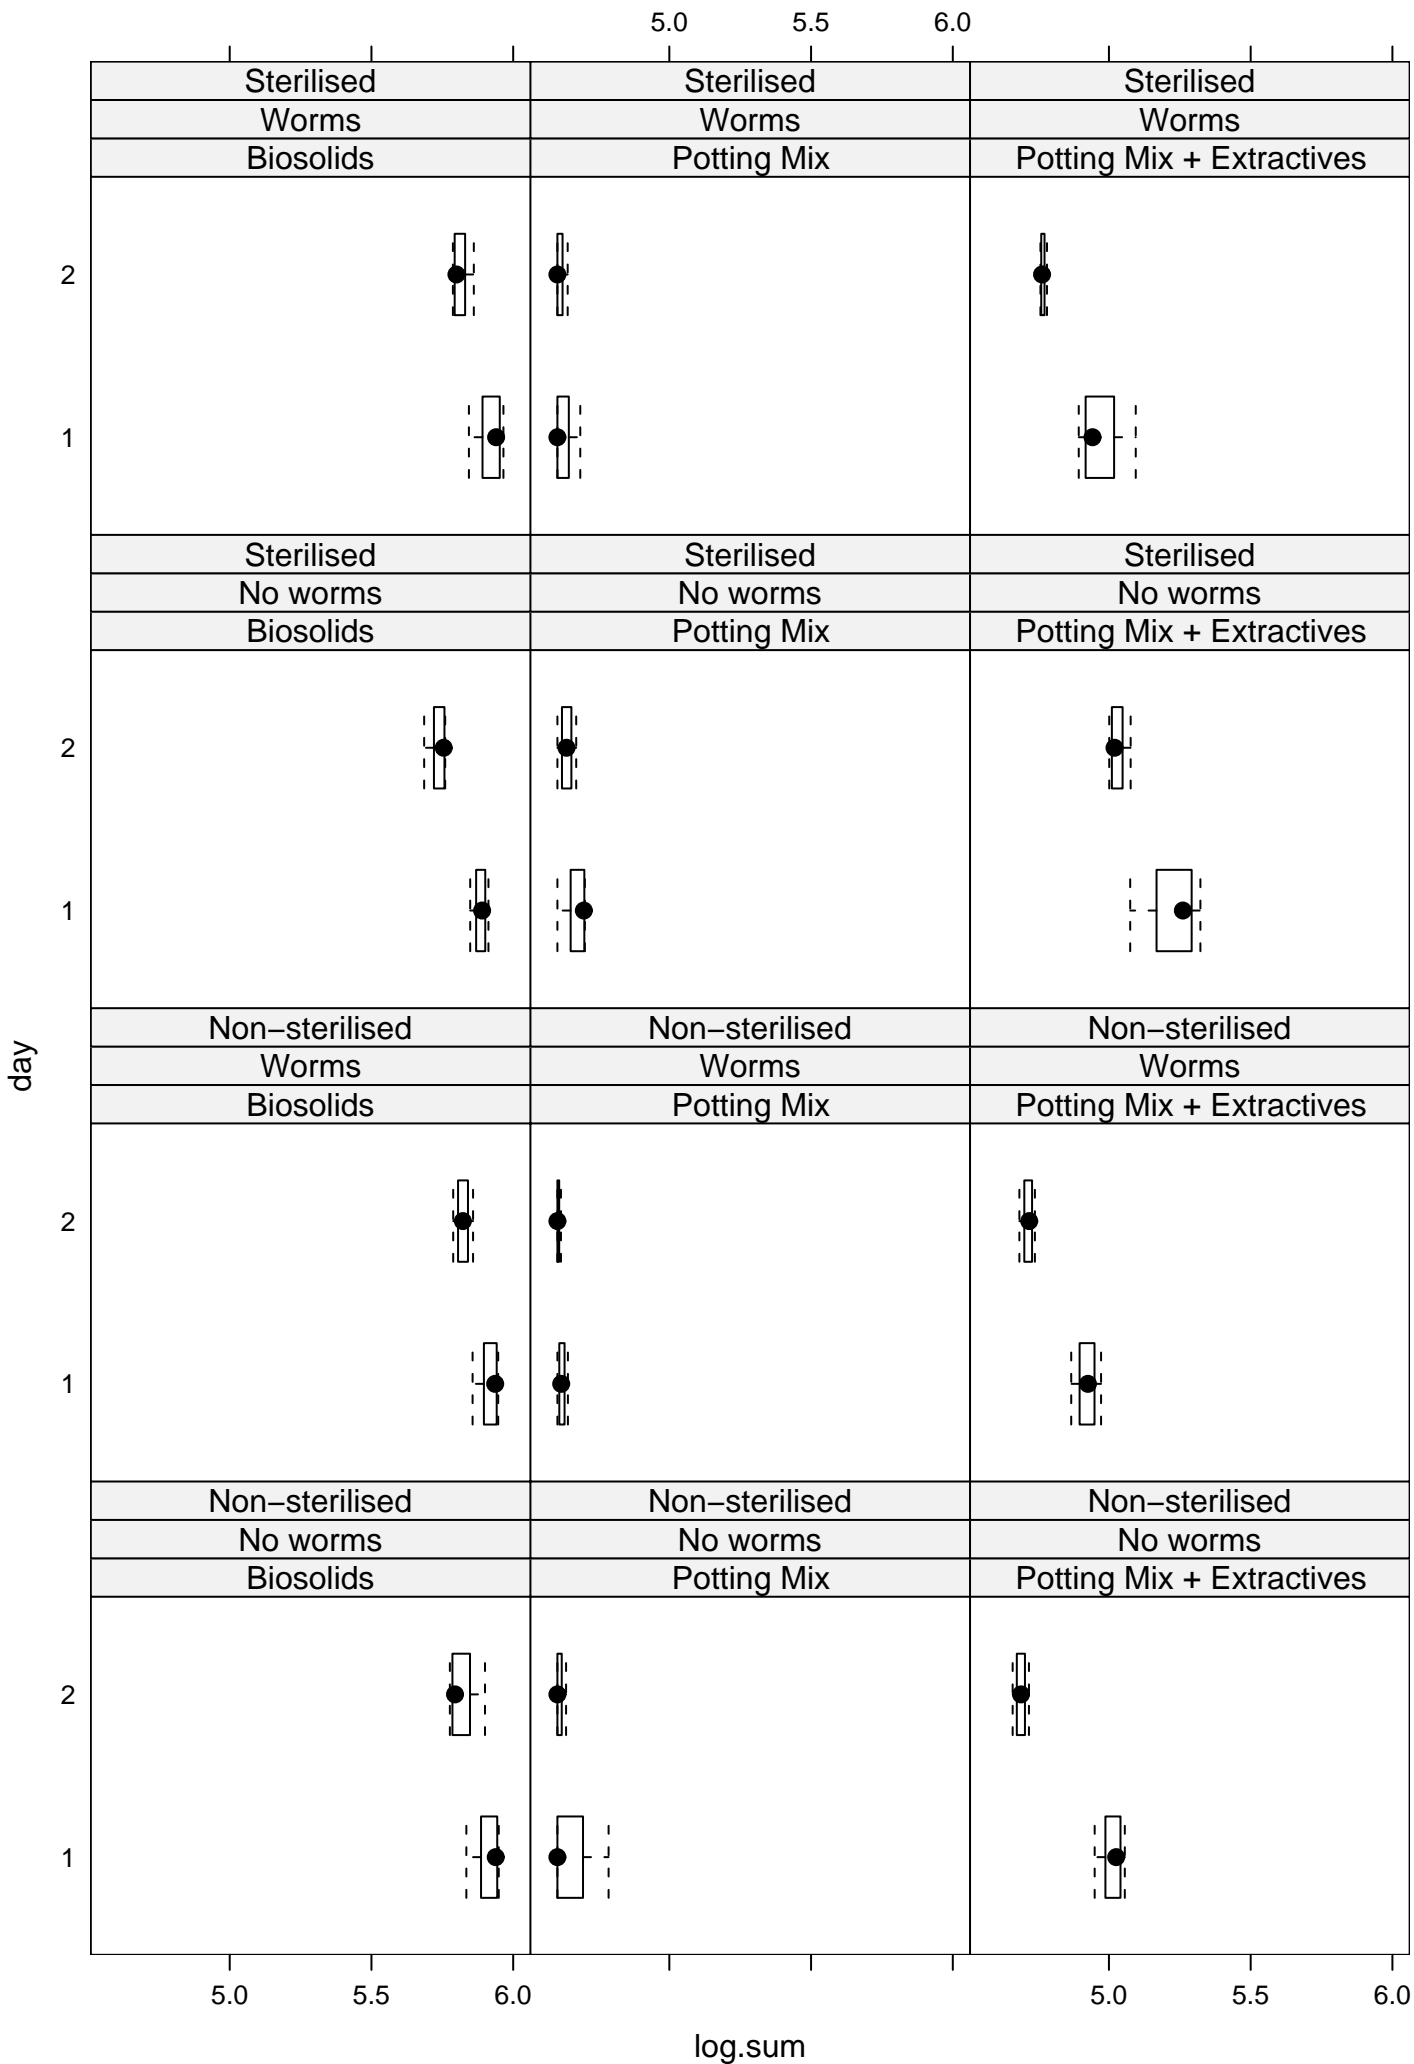 5.0 5.5 6.0
Sterilised Sterilised Sterilised
Worms Worms Worms
Biosolids Potting Mix Potting Mix + Extractives
2
1
Sterilised Sterilised Sterilised
No worms No worms No worms
Biosolids Potting Mix Potting Mix + Extractives
2
1
day
Non−sterilised Non−sterilised Non−sterilised
Worms Worms Worms
Biosolids Potting Mix Potting Mix + Extractives
2
1
Non−sterilised Non−sterilised Non−sterilised
No worms No worms No worms
Biosolids Potting Mix Potting Mix + Extractives
2
1
5.0 5.5 6.0 5.0 5.5 6.0
log.sum